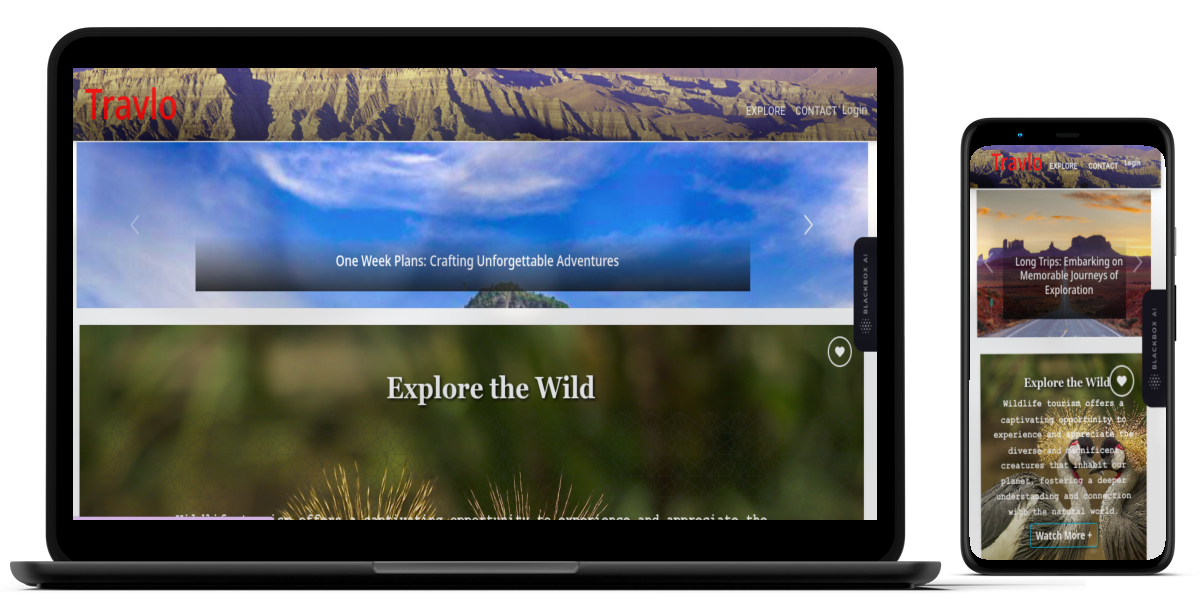 Travlo
EXPLORE CONTACT Login
One Week Plans: Crafting Unforgettable Adventures
BLACKBOX AI
Explore the Wild
Wildlife tourism offers a captivating opportunity to experience and appreciate the
Travlo EXPLORE CONTACT Login
Long Trips: Embarking on
Memorable Journeys of
Exploration
BLACKBOX AI
Explore the Wild
Wildlife tourism offers a
captivating opportunity to
experience and appreciate the
diverse and magnificent
creatures that inhabit our
planet, fostering a deeper
understanding and connection
with the natural world.
Watch More +